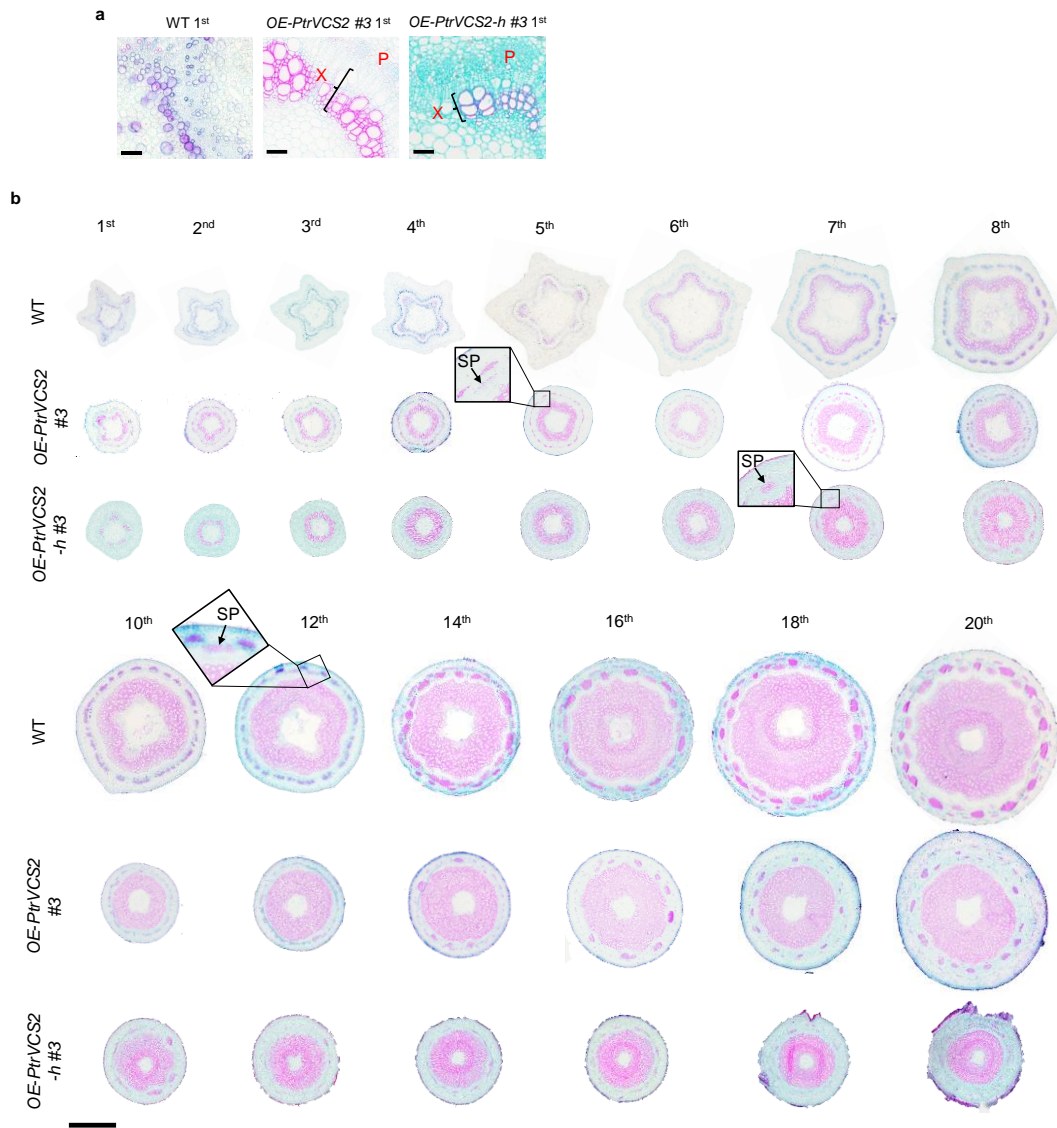 a
WT 1st
OE-PtrVCS2 #3 1st
OE-PtrVCS2-h #3 1st
P
X
P
X
b
1st 2nd 3rd 4th 5th 6th 7th 8th
WT
SP
OE-PtrVCS2
#3
SP
OE-PtrVCS2
-h #3
10th 12th 14th 16th 18th 20th
SP
WT
OE-PtrVCS2
#3
OE-PtrVCS2
-h #3